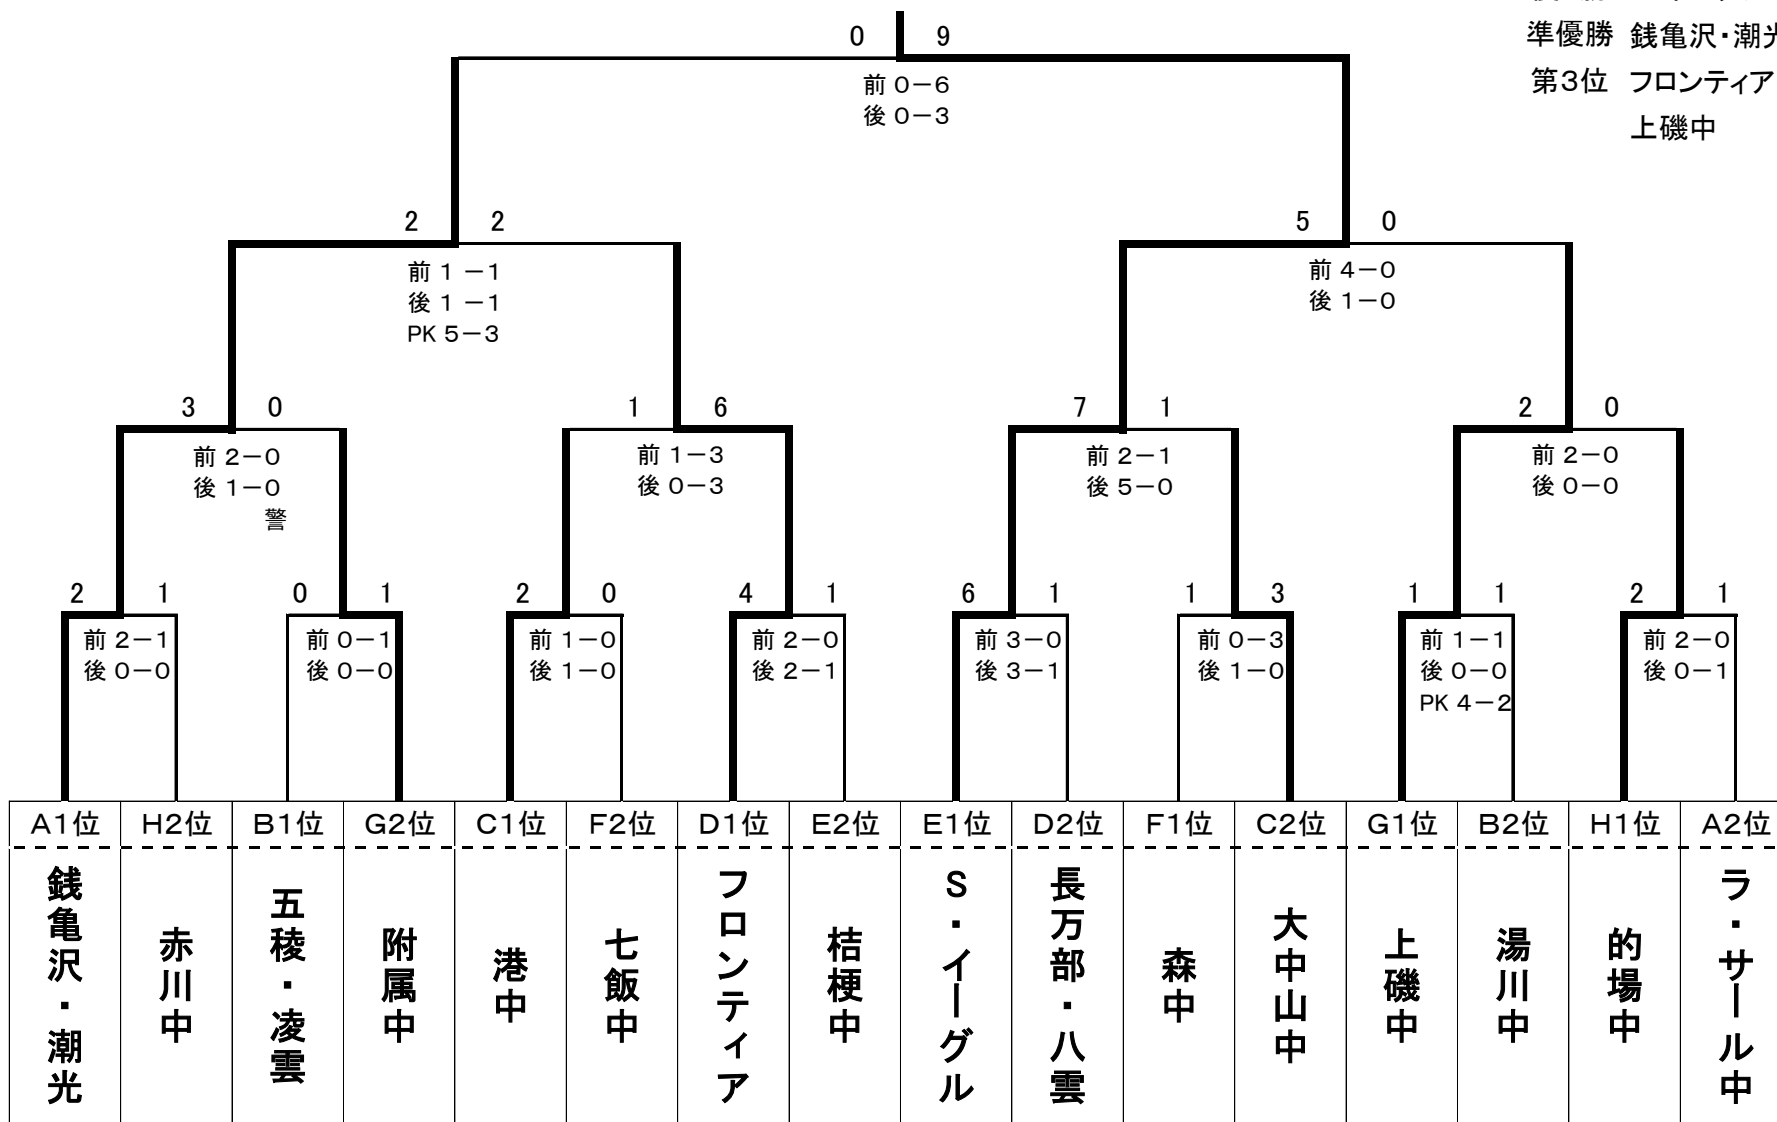 ０ ９
準優勝 銭亀沢・潮光
第３位 フロンティア
上磯中
前 ０－６
後 ０－３
２ ２ ５ ０
前 １－１ 前 ４－０
後 １－１ 後 １－０
PK ５－３
３ ０ １ ６ ７ １ ２ ０
前 ２－０ 前 １－３ 前 ２－１ 前 ２－０
後 １－０ 後 ０－３ 後 ５－０ 後 ０－０
警
２ １ ０ １ ２ ０ ４ １ ６ １ １ ３ １ １ ２ １
前 ２－１ 前 ０－１ 前 １－０ 前 ２－０ 前 ３－０ 前 ０－３ 前 １－１ 前 ２－０
後 ０－０ 後 ０－０ 後 １－０ 後 ２－１ 後 ３－１ 後 １－０ 後 ０－０ 後 ０－１
PK ４－２
A１位 H２位 B１位 G２位 C１位 F２位 D１位 E２位 E１位 D２位 F１位 C２位 G１位 B２位 H１位 A２位
銭亀沢・潮光
赤川中
五稜・凌雲
附属中
港中
七飯中
フロンティア
桔梗中
S・イーグル
長万部・八雲
森中
大中山中
上磯中
湯川中
的場中
ラ・サール中